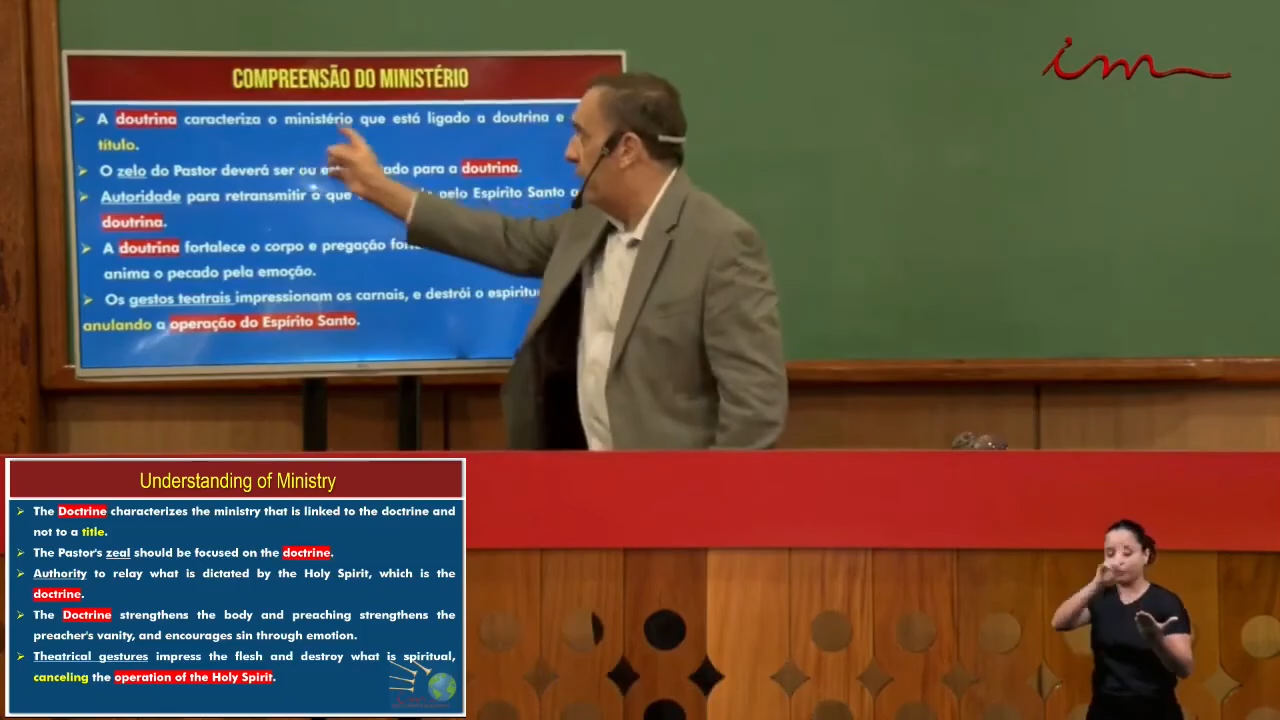 im
COMPREENSÃO DO MINISTÉRIO
A doutrina caracteriza o ministério que está ligado a doutrina e
título.
O zelo do Pastor deverá ser ou para a doutrina.
Autoridade para retransmitir o que pelo Espírito Santo
doutrina.
A doutrina fortalece o corpo e pregação
anima o pecado pela emoção.
Os gestos teatrais impressionam os carnais, e destrói o
anulando a operação do Espírito Santo.
Understanding of Ministry
The Doctrine characterizes the ministry that is linked to the doctrine and
not to a title.
The Pastor's zeal should be focused on the doctrine.
Authority to relay what is dictated by the Holy Spirit, which is the
doctrine.
The Doctrine strengthens the body and preaching strengthens the
preacher's vanity, and encourages sin through emotion.
Theatrical gestures impress the flesh and destroy what is spiritual,
canceling the operation of the Holy Spirit.